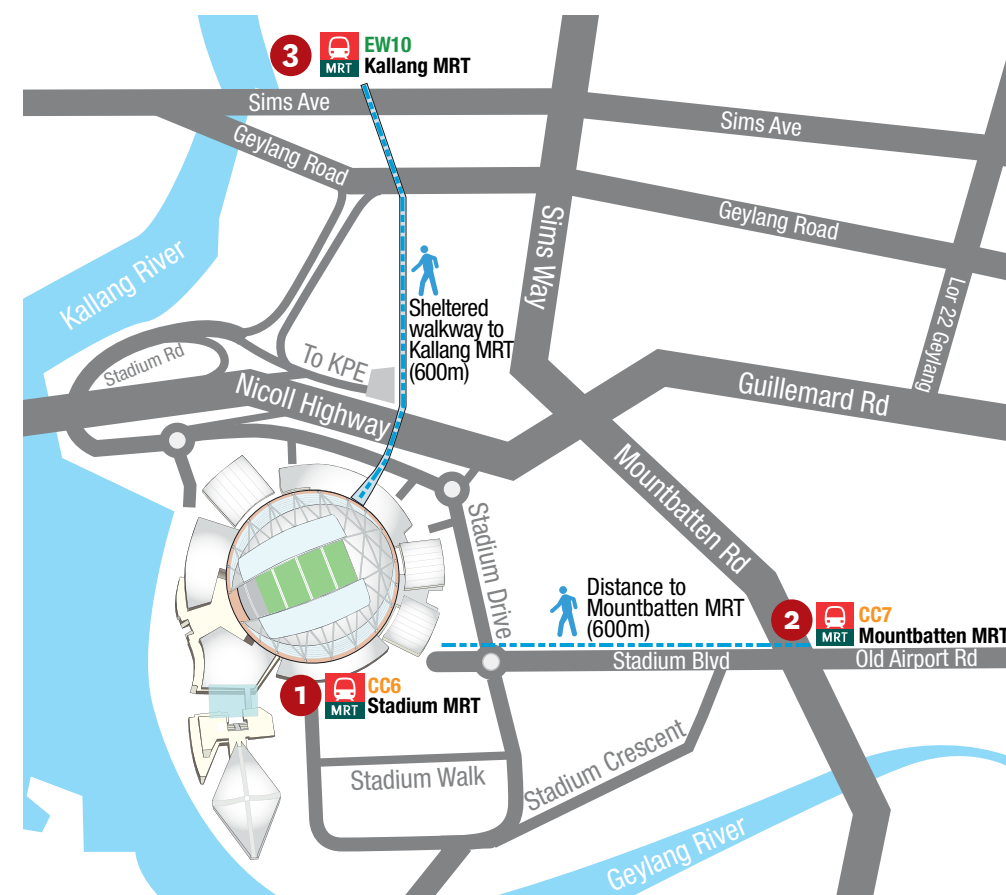 3
MRT
EW10
Kallang MRT
Sims Ave
Sims Ave
Geylang Road
Geylang Road
Kallang River
Sims Way
Lor 22 Geylang
Sheltered
walkway to
Kallang MRT
(600m)
Stadium Rd
To KPE
Nicoll Highway
Guillemard Rd
Mountbatten Rd
Stadium Drive
Distance to
Mountbatten MRT
(600m)
2
MRT
CC7
Mountbatten MRT
Stadium Blvd
Old Airport Rd
1
MRT
CC6
Stadium MRT
Stadium Walk
Stadium Crescent
Geylang River